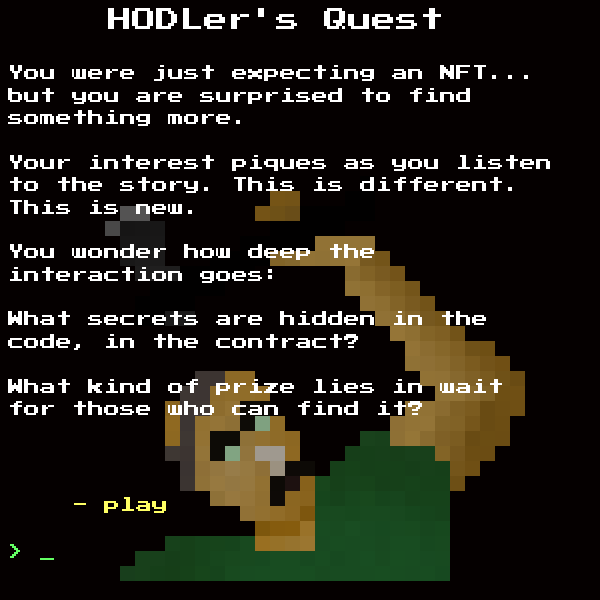 HODLer's Quest
You were just expecting an NFT...
but you are surprised to find
something more.
Your interest piques as you listen
to the story. This is different.
This is new.
You wonder how deep the
interaction goes:
What secrets are hidden in the
code, in the contract?
What kind of prize lies in wait
for those who can find it?
- play
> _